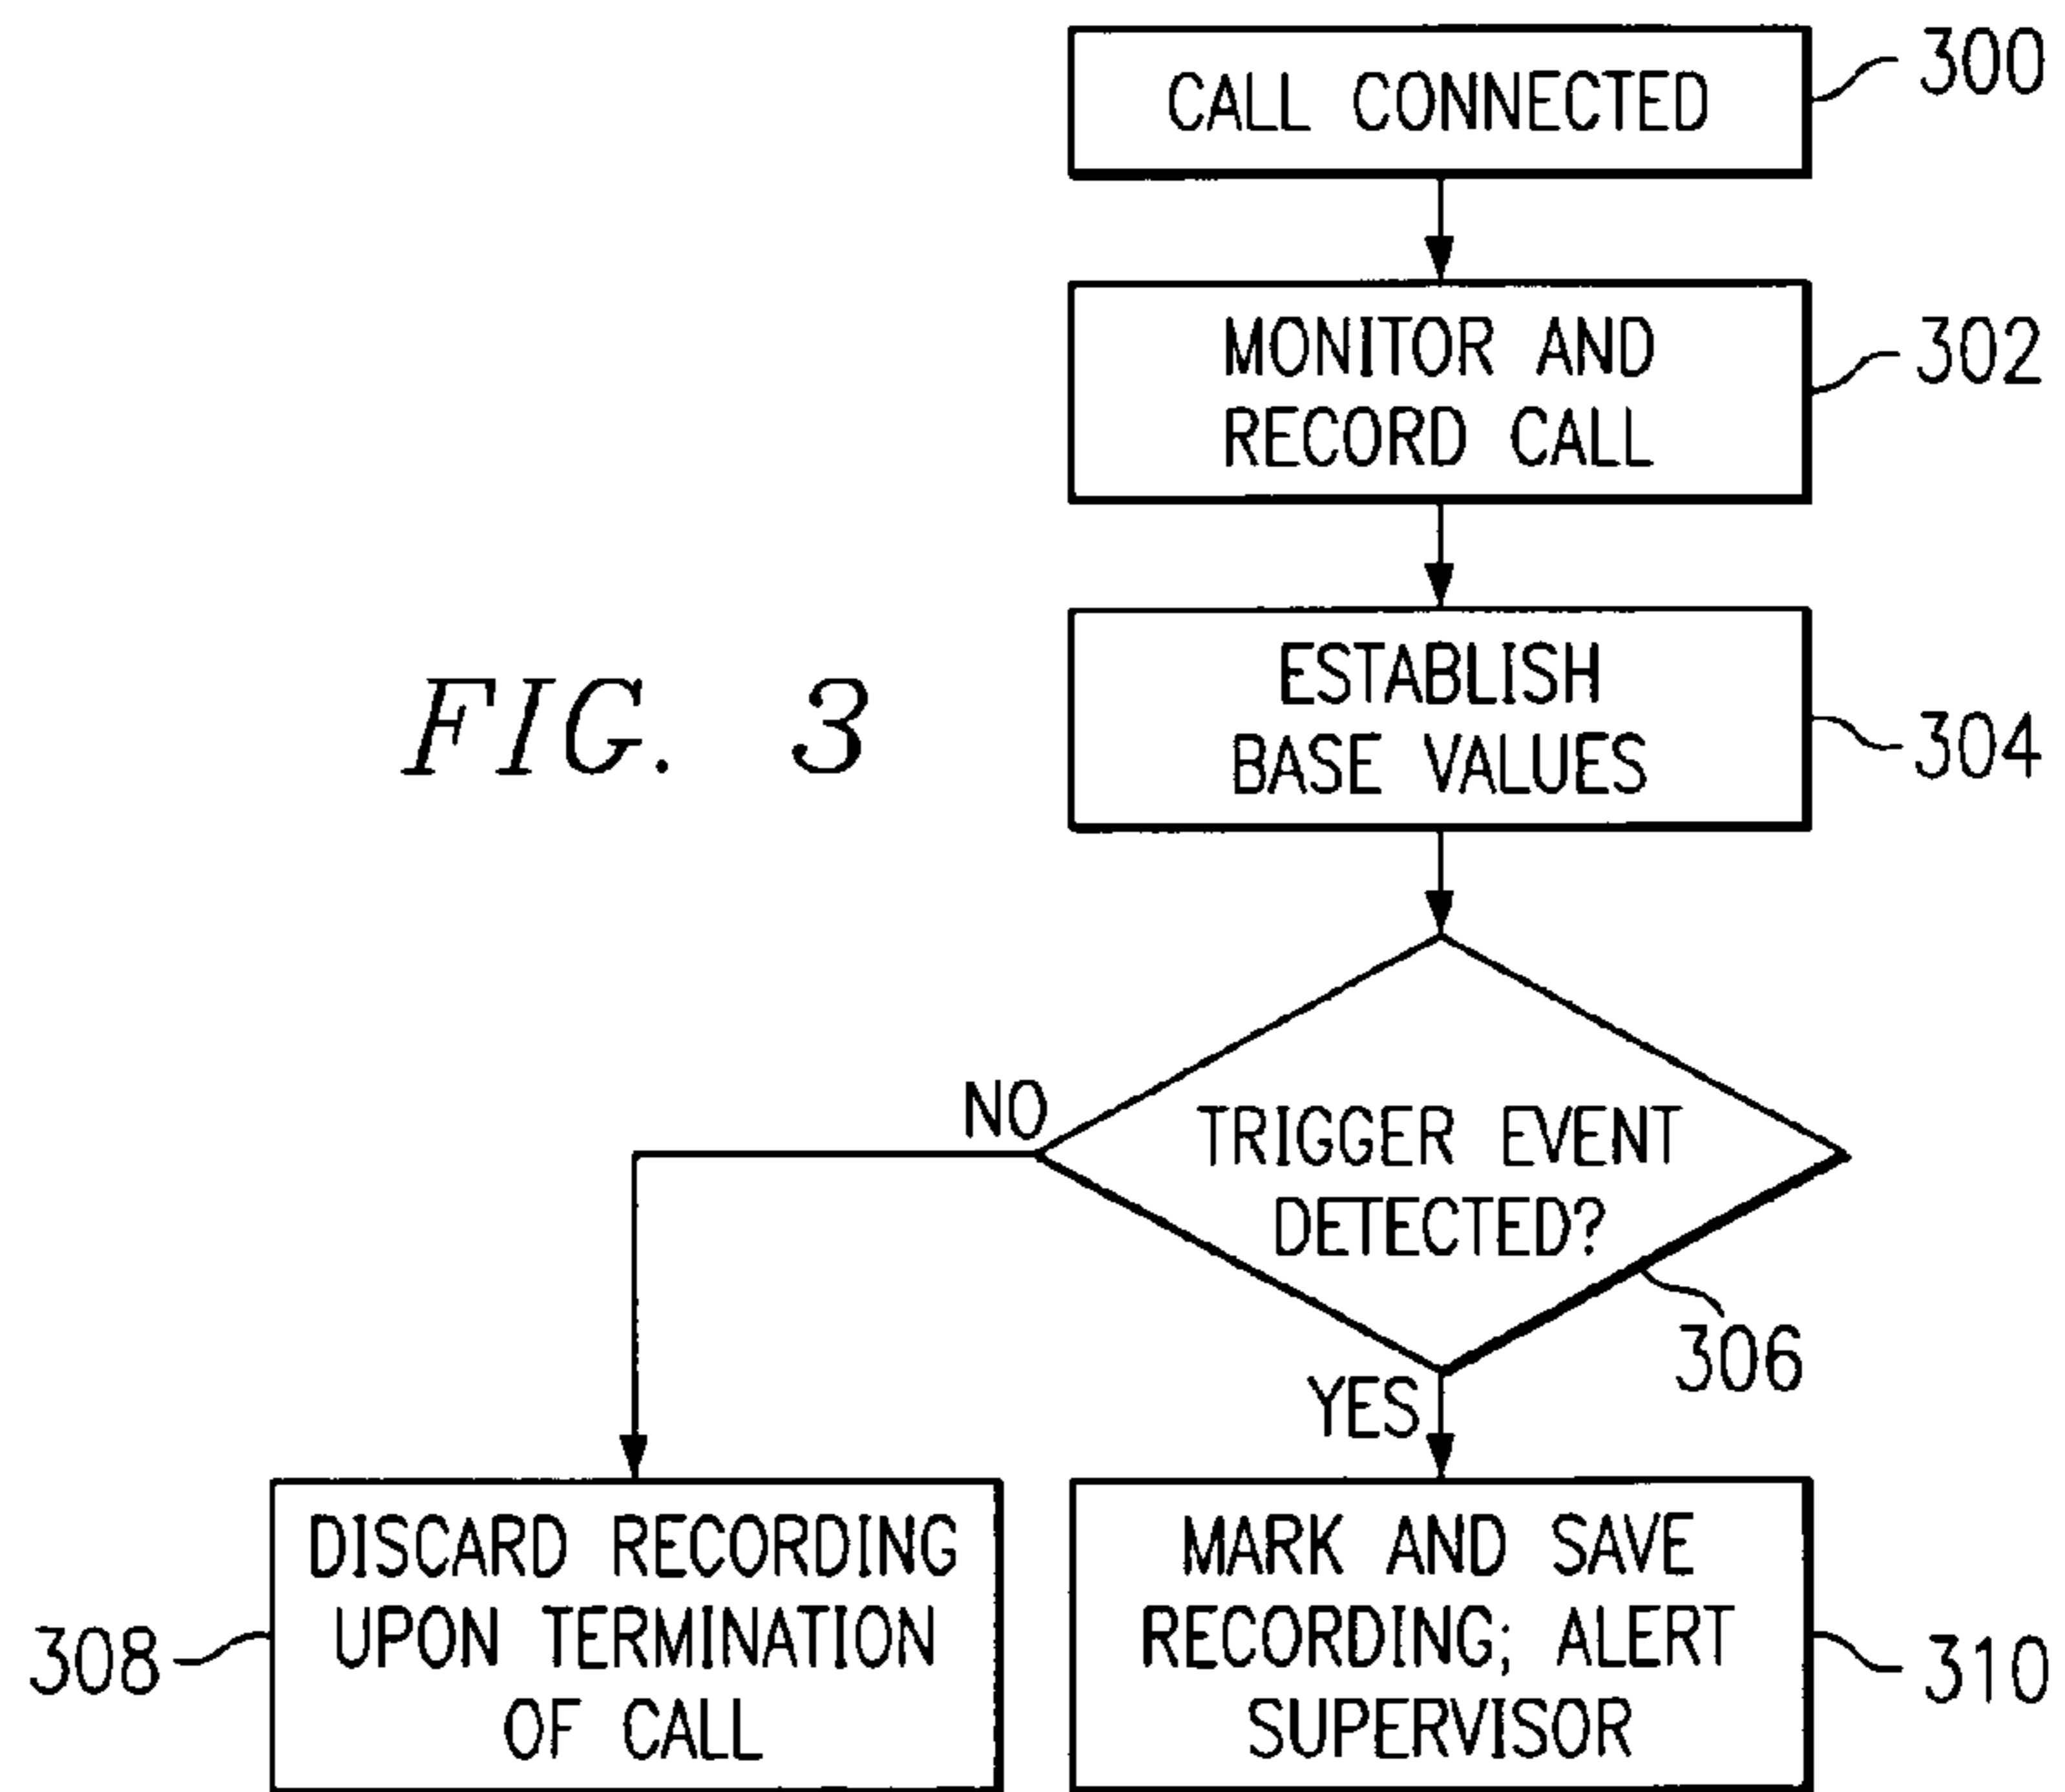 CALL CONNECTED
300
MONITOR AND
RECORD CALL
302
ESTABLISH
BASE VALUES
304
FIG. 3
TRIGGER EVENT
DETECTED?
306
NO
YES
DISCARD RECORDING
UPON TERMINATION
OF CALL
308
MARK AND SAVE
RECORDING; ALERT
SUPERVISOR
310